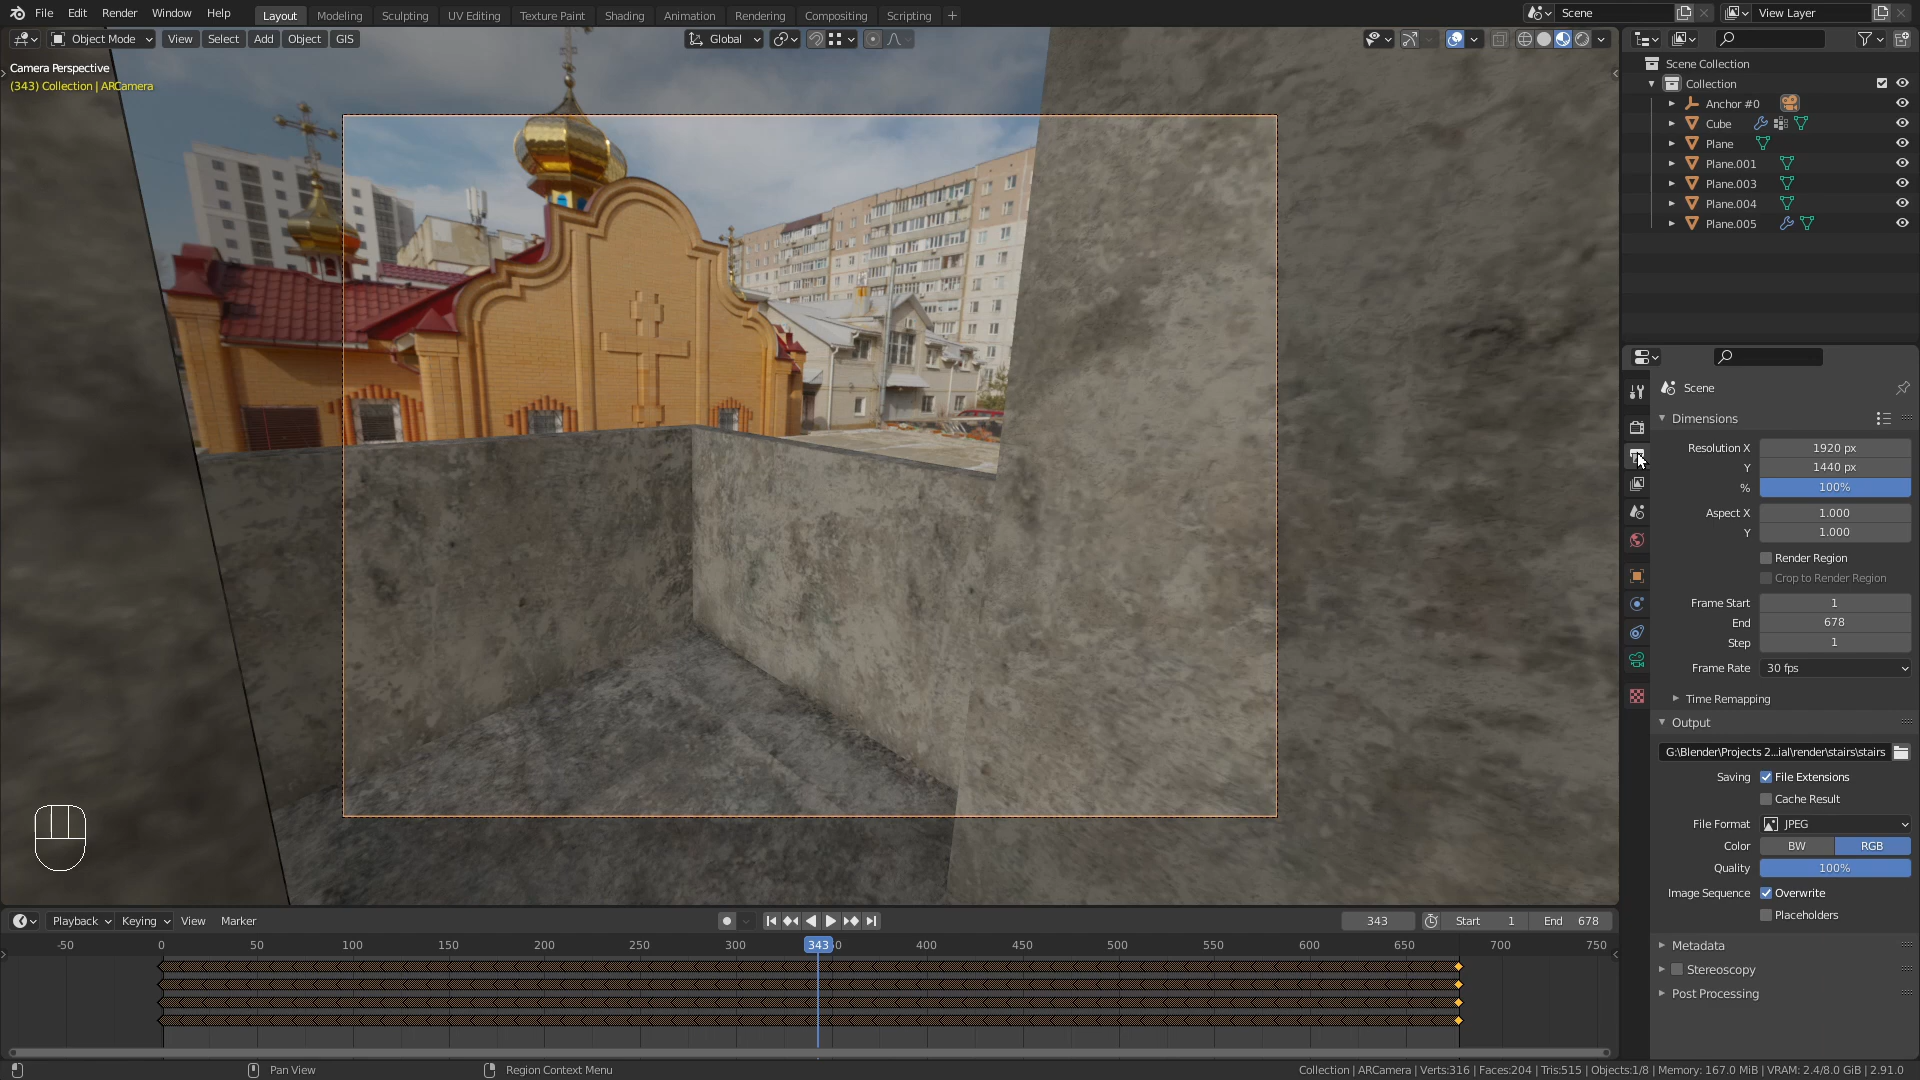 File Edit Render Window Help Layout Modeling Sculpting UV Editing Texture Paint Shading Animation Rendering Compositing Scripting + Scene View Layer
Object Mode View Select Add Object GIS Global
Camera Perspective
(343) Collection | ARCamera
Scene Collection
Collection
Anchor #0
Cube
Plane
Plane.001
Plane.003
Plane.004
Plane.005
Scene
Dimensions
Resolution X 1920 px
Y 1440 px
% 100%
Aspect X 1.000
Y 1.000
Render Region
Crop to Render Region
Frame Start 1
End 678
Step 1
Frame Rate 30 fps
Time Remapping
Output
G:\Blender\Projects 2...ial\render\stairs\stairs
Saving File Extensions
Cache Result
File Format JPEG
Color BW RGB
Quality 100%
Image Sequence Overwrite
Placeholders
Metadata
Stereoscopy
Post Processing
Playback Keying View Marker 343 Start 1 End 678
-50 0 50 100 150 200 250 300 343 400 450 500 550 600 650 700 750
Pan View Region Context Menu Collection | ARCamera | Verts:316 | Faces:204 | Tris:515 | Objects:1/8 | Memory: 167.0 MiB | VRAM: 2.4/8.0 GiB | 2.91.0